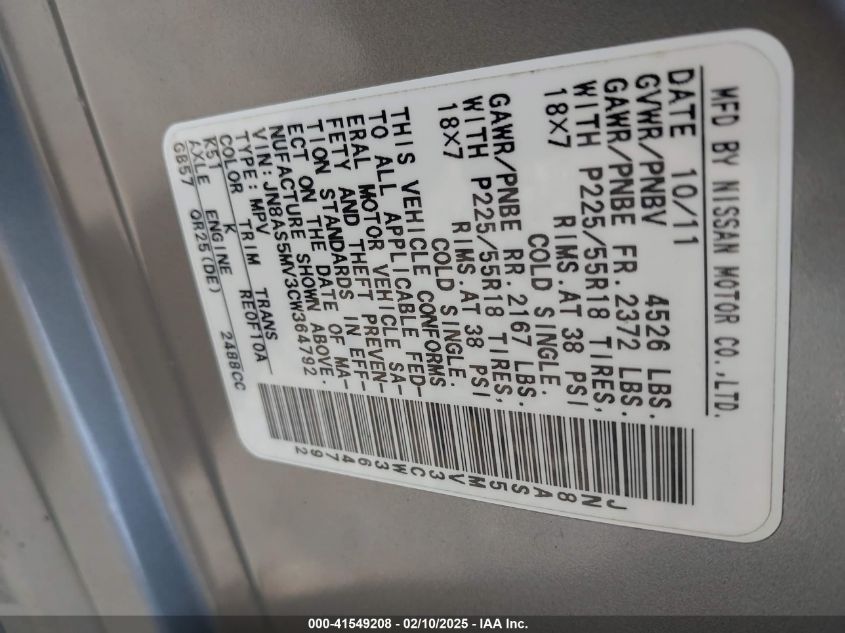 MFD BY NISSAN MOTOR CO.,LTD.
DATE 10/11
GVWR/PNBV 4526 LBS.
GAWR/PNBE FR. 2372 LBS.
WITH P225/55R18 TIRES,
18X7 RIMS.AT 38 PSI
COLD SINGLE.
GAWR/PNBE RR. 2167 LBS.
WITH P225/55R18 TIRES,
18X7 RIMS.AT 38 PSI
COLD SINGLE.
THIS VEHICLE CONFORMS
TO ALL APPLICABLE FED-
ERAL MOTOR VEHICLE SA-
FETY AND THEFT PREVEN-
TION STANDARDS IN EFF-
ECT ON THE DATE OF MA-
NUFACTURE SHOWN ABOVE.
VIN:JN8AS5MV3CW364792
TYPE:MPV
COLOR TRIM TRANS
K51 K RE0F10A
AXLE ENGINE
GB57 QR25(DE) 2488CC
JN8AS5MV3CW364792
000-41549208 - 02/10/2025 - IAA Inc.